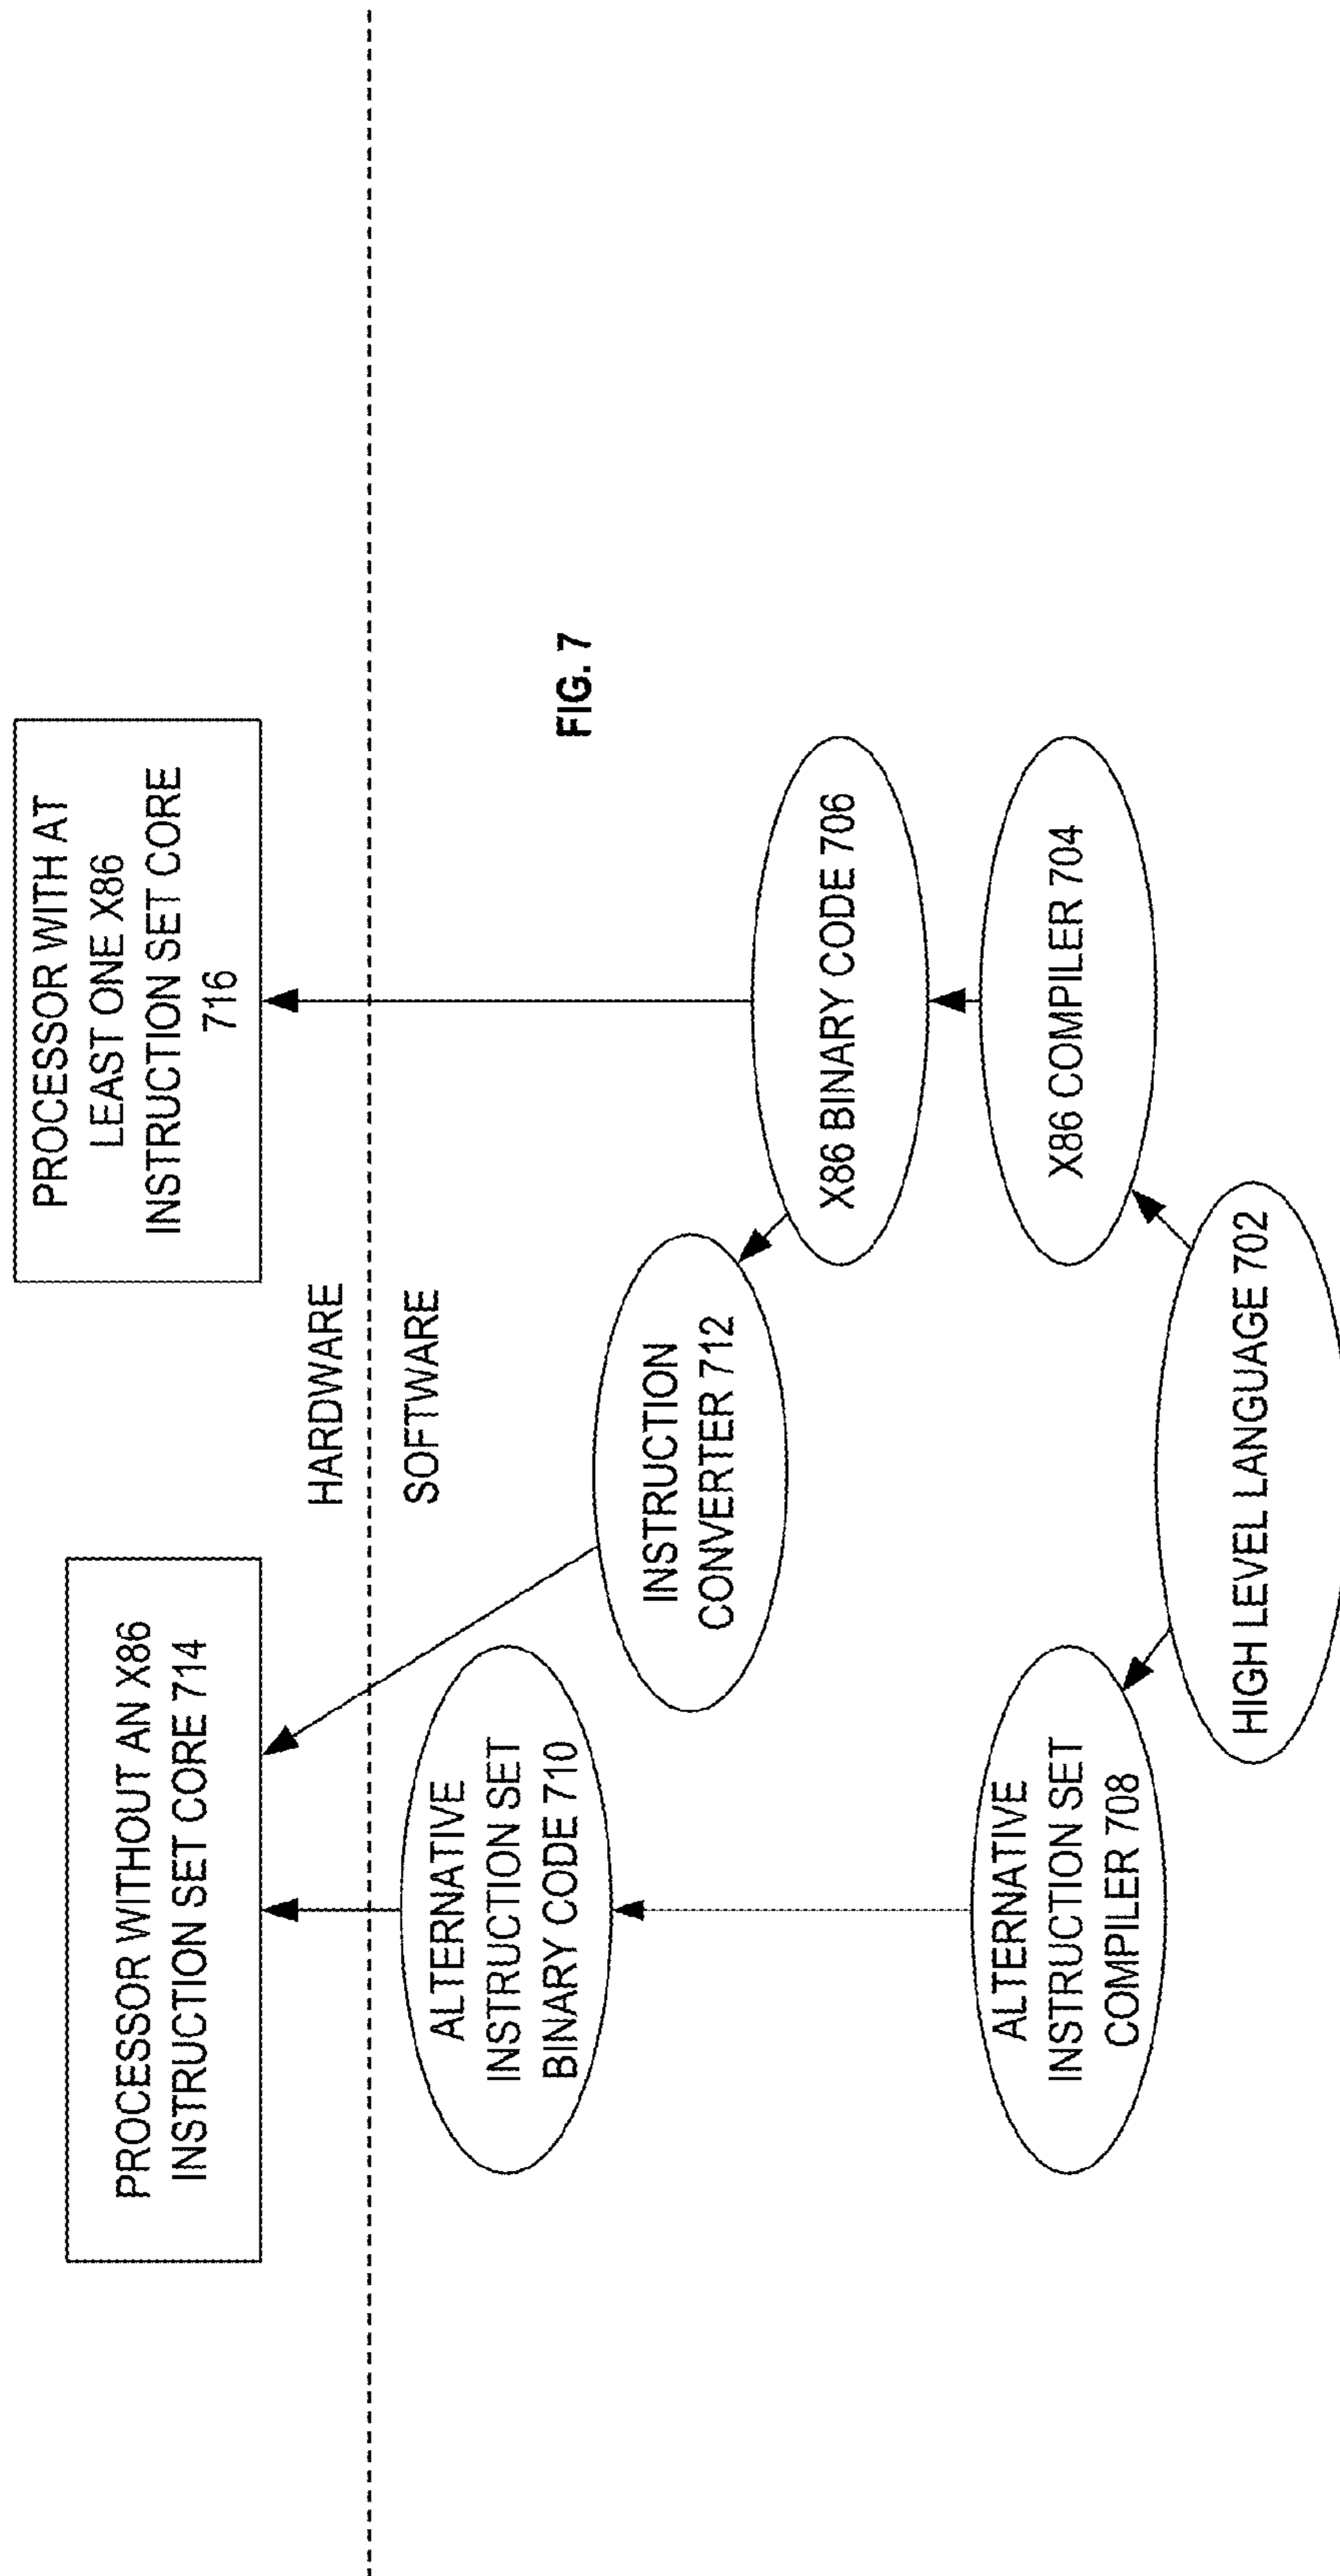 PROCESSOR WITHOUT AN X86
INSTRUCTION SET CORE 714
PROCESSOR WITH AT
LEAST ONE X86
INSTRUCTION SET CORE
716
HARDWARE
SOFTWARE
ALTERNATIVE
INSTRUCTION SET
BINARY CODE 710
INSTRUCTION
CONVERTER 712
FIG. 7
X86 BINARY CODE 706
ALTERNATIVE
INSTRUCTION SET
COMPILER 708
X86 COMPILER 704
HIGH LEVEL LANGUAGE 702